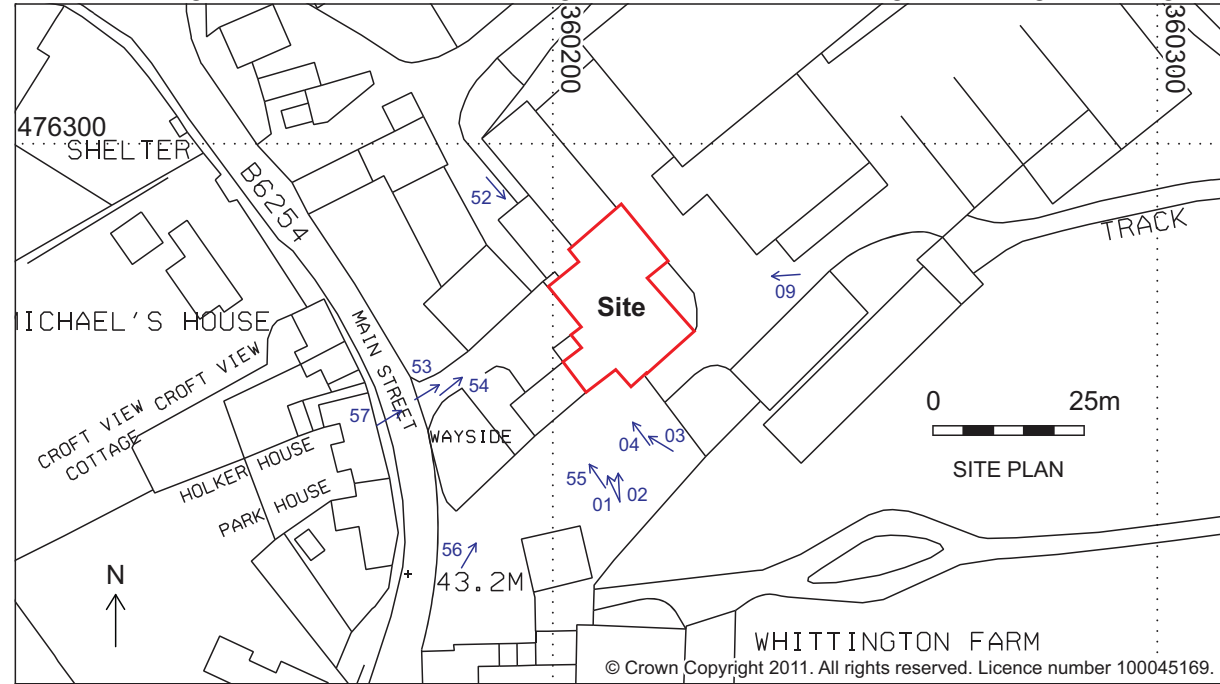 360200
360300
476300
SHELTER
B6254
52
TRACK
09
Site
ICHAEL'S HOUSE
MAIN STREET
CROFT VIEW
CROFT VIEW COTTAGE
53
54
57
0 25m
SITE PLAN
WAYSIDE
04
03
HOLKER HOUSE
PARK HOUSE
55
01
02
56
43.2M
N
WHITTINGTON FARM
© Crown Copyright 2011. All rights reserved. Licence number 100045169.